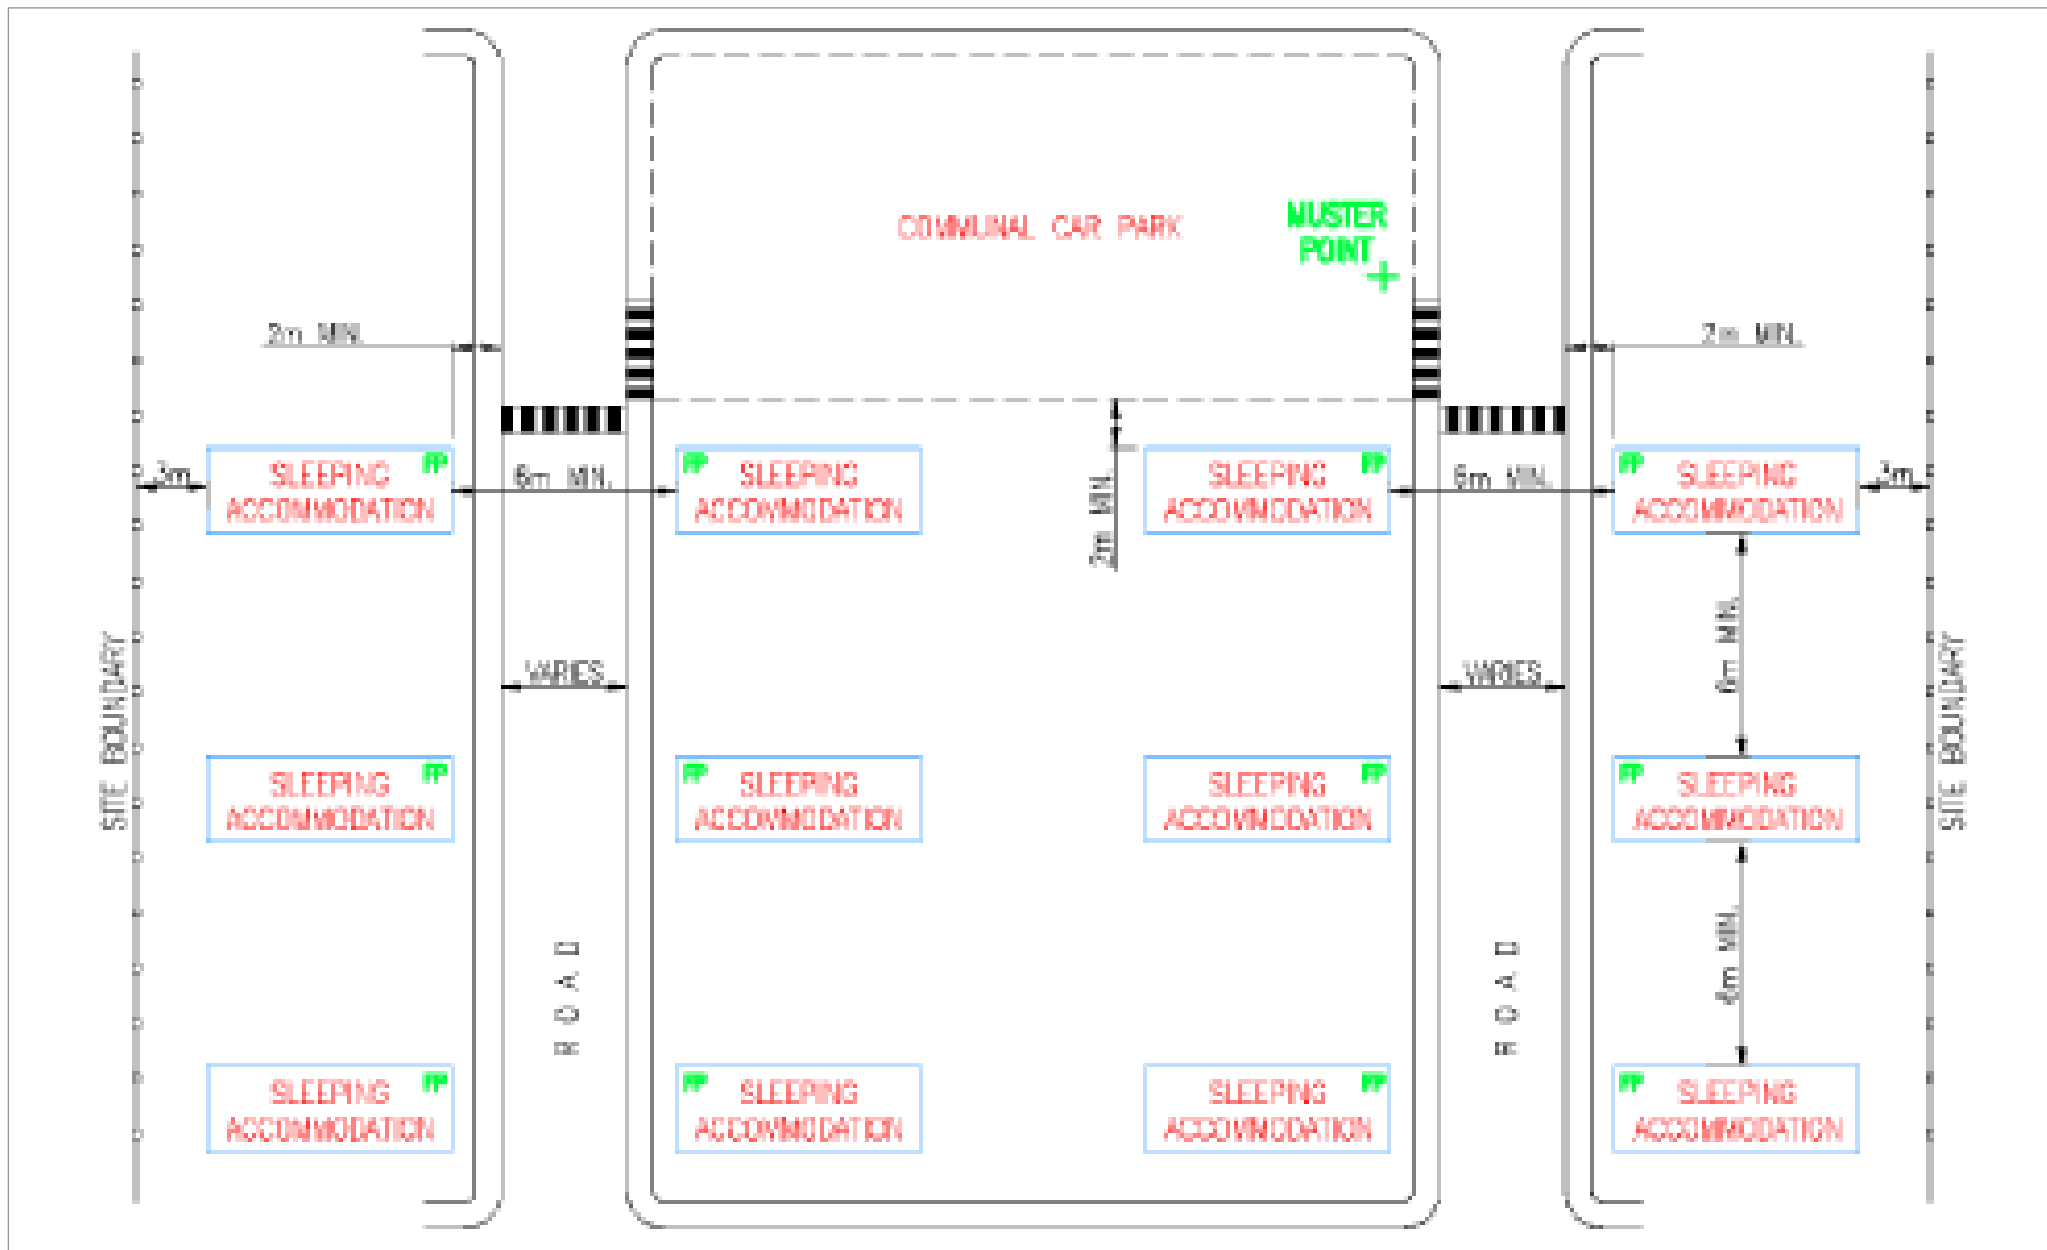 COMMUNAL CAR PARK
MUSTER
POINT
2m MIN.
2m MIN.
SLEEPING
ACCOMMODATION
FP
FP
SLEEPING
ACCOMMODATION
SLEEPING
ACCOMMODATION
FP
FP
SLEEPING
ACCOMMODATION
3m
6m MIN.
2m MIN.
6m MIN.
3m
6m MIN.
SITE BOUNDARY
VARIES
VARIES
SITE BOUNDARY
SLEEPING
ACCOMMODATION
FP
FP
SLEEPING
ACCOMMODATION
SLEEPING
ACCOMMODATION
FP
FP
SLEEPING
ACCOMMODATION
ROAD
ROAD
6m MIN.
SLEEPING
ACCOMMODATION
FP
FP
SLEEPING
ACCOMMODATION
SLEEPING
ACCOMMODATION
FP
FP
SLEEPING
ACCOMMODATION